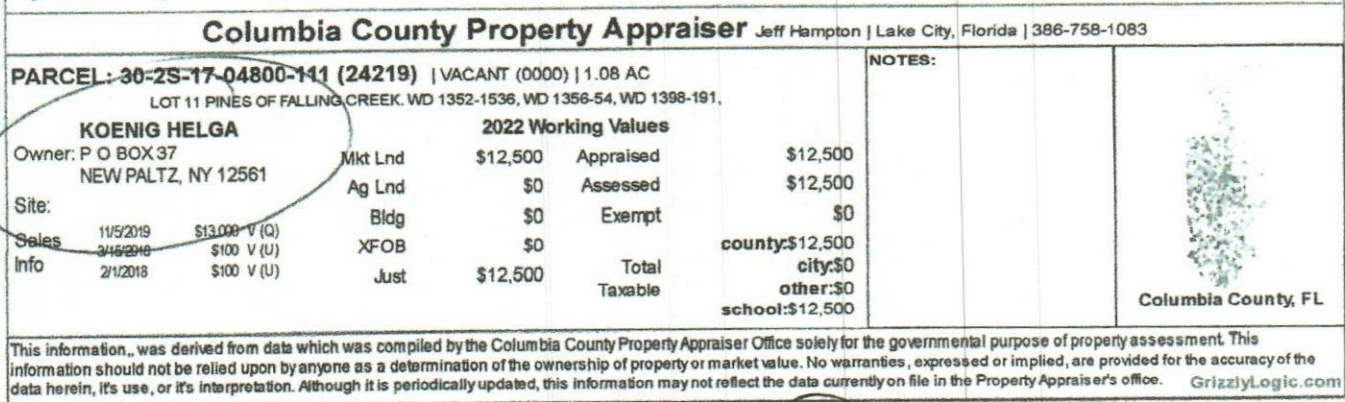 Columbia County Property Appraiser Jeff Hampton | Lake City, Florida | 386-758-1083
PARCEL: 30-2S-17-04800-111 (24219) | VACANT (0000) | 1.08 AC
LOT 11 PINES OF FALLING CREEK. WD 1352-1536, WD 1356-54, WD 1398-191,
KOENIG HELGA
Owner: P O BOX 37
NEW PALTZ, NY 12561
Site:
Sales 11/5/2019 $13,000 V (Q)
3/15/2018 $100 V (U)
Info 2/1/2018 $100 V (U)
2022 Working Values
Mkt Lnd $12,500 Appraised $12,500
Ag Lnd $0 Assessed $12,500
Bldg $0 Exempt $0
XFOB $0 county:$12,500
Just $12,500 Total city:$0
Taxable other:$0
school:$12,500
NOTES:
Columbia County, FL
This information,, was derived from data which was compiled by the Columbia County Property Appraiser Office solely for the governmental purpose of property assessment. This
information should not be relied upon by anyone as a determination of the ownership of property or market value. No warranties, expressed or implied, are provided for the accuracy of the
data herein, it's use, or it's interpretation. Although it is periodically updated, this information may not reflect the data currently on file in the Property Appraiser's office. GrizzlyLogic.com